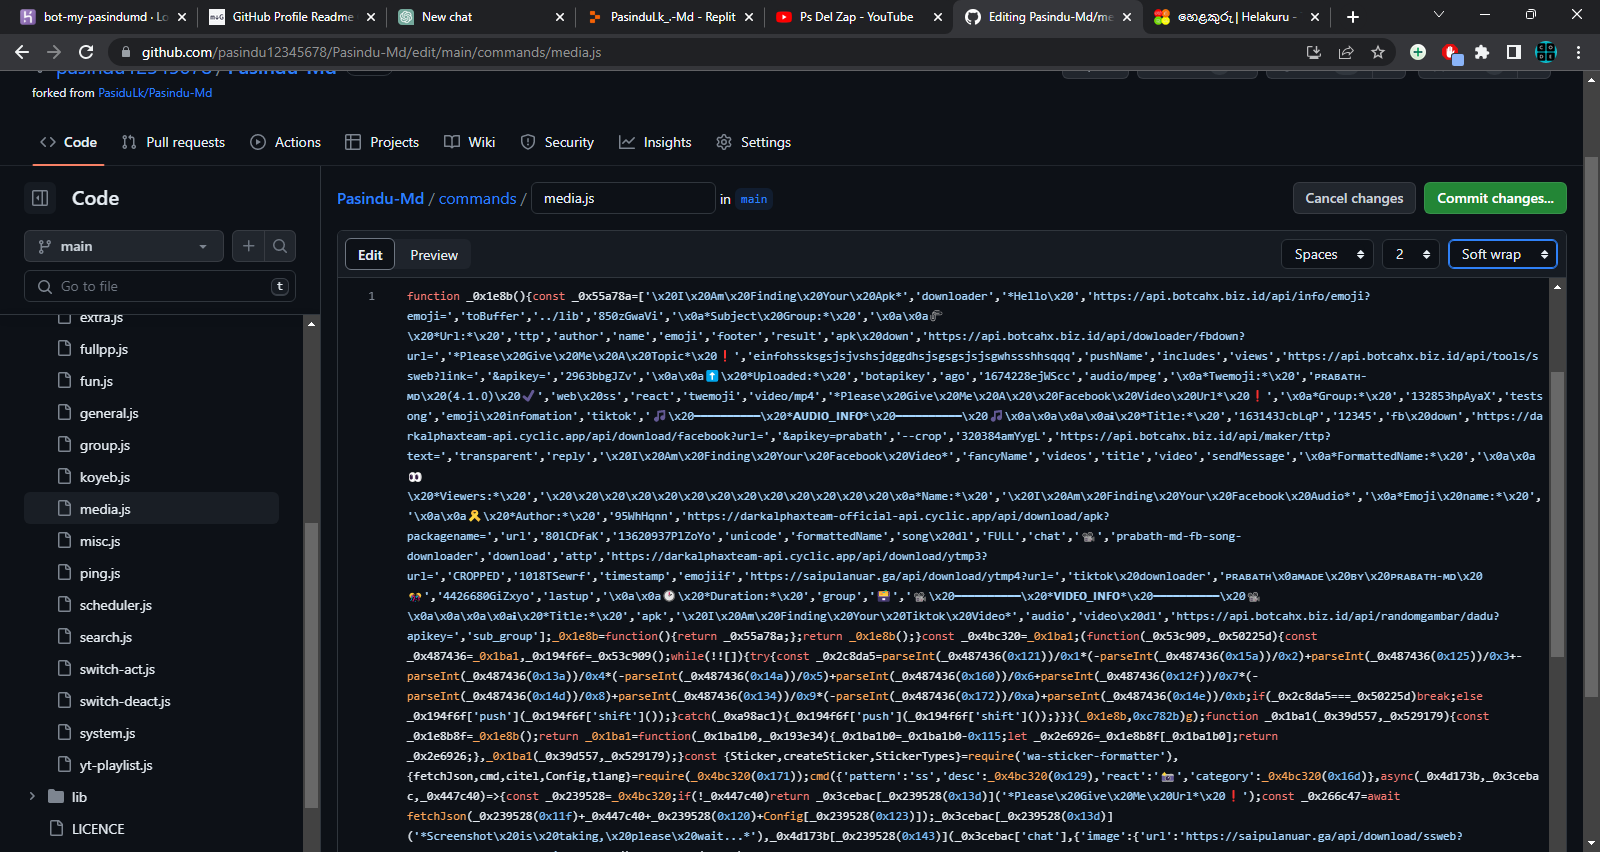 bot-my-pasindumd · Lo
GitHub Profile Readme
New chat
PasinduLk_.-Md - Replit
Ps Del Zap - YouTube
Editing Pasindu-Md/me
හෙළකුරු | Helakuru -
github.com/pasindu12345678/Pasindu-Md/edit/main/commands/media.js
pasindu12345678 / Pasindu-Md
forked from PasiduLk/Pasindu-Md
Code
Pull requests
Actions
Projects
Wiki
Security
Insights
Settings
Code
main
Go to file
t
extra.js
fullpp.js
fun.js
general.js
group.js
koyeb.js
media.js
misc.js
ping.js
scheduler.js
search.js
switch-act.js
switch-deact.js
system.js
yt-playlist.js
lib
LICENCE
Pasindu-Md / commands / media.js in main
Cancel changes
Commit changes...
Edit
Preview
Spaces
2
Soft wrap
1
function _0x1e8b(){const _0x55a78a=['\x20I\x20Am\x20Finding\x20Your\x20Apk*','downloader','*Hello\x20','https://api.botcahx.biz.id/api/info/emoji?
emoji=','toBuffer','../lib','850zGwaVi','\x0a*Subject\x20Group:*\x20','\x0a\x0a
\x20*Url:*\x20','ttp','author','name','emoji','footer','result','apk\x20down','https://api.botcahx.biz.id/api/dowloader/fbdown?
url=','*Please\x20Give\x20Me\x20A\x20Topic*\x20❗','einfohssksgsjsjvshsjdggdhsjsgsgsjsjsgwhssshhsqqq','pushName','includes','views','https://api.botcahx.biz.id/api/tools/s
sweb?link=','&apikey=','2963bbgJZv','\x0a\x0a⬆️\x20*Uploaded:*\x20','botapikey','ago','1674228ejWScc','audio/mpeg','\x0a*Twemoji:*\x20','ᴘʀᴀʙᴀᴛʜ-
ᴍᴅ\x20(4.1.0)\x20✔','web\x20ss','react','twemoji','video/mp4','*Please\x20Give\x20Me\x20A\x20\x20Facebook\x20Video\x20Url*\x20❗','\x0a*Group:*\x20','132853hpAyaX','tests
ong','emoji\x20infomation','tiktok','🎵\x20━━━━━━━━━━\x20*𝗔𝗨𝗗𝗜𝗢_𝗜𝗡𝗙𝗢*\x20━━━━━━━━━━\x20🎵\x0a\x0a\x0a\x0aℹ\x20*Title:*\x20','163143JcbLqP','12345','fb\x20down','https://da
rkalphaxteam-api.cyclic.app/api/download/facebook?url=','&apikey=prabath','--crop','320384amYygL','https://api.botcahx.biz.id/api/maker/ttp?
text=','transparent','reply','\x20I\x20Am\x20Finding\x20Your\x20Facebook\x20Video*','fancyName','videos','title','video','sendMessage','\x0a*FormattedName:*\x20','\x0a\x0a
👀
\x20*Viewers:*\x20','\x20\x20\x20\x20\x20\x20\x20\x20\x20\x20\x20\x20\x20\x0a*Name:*\x20','\x20I\x20Am\x20Finding\x20Your\x20Facebook\x20Audio*','\x0a*Emoji\x20name:*\x20',
'\x0a\x0a🎗\x20*Author:*\x20','95WhHqnn','https://darkalphaxteam-official-api.cyclic.app/api/download/apk?
packagename=','url','80lCDfaK','13620937PlZoYo','unicode','formattedName','song\x20dl','FULL','chat','📽','prabath-md-fb-song-
downloader','download','attp','https://darkalphaxteam-api.cyclic.app/api/download/ytmp3?
url=','CROPPED','1018TSewrf','timestamp','emojiif','https://saipulanuar.ga/api/download/ytmp4?url=','tiktok\x20downloader','ᴘʀᴀʙᴀᴛʜ\x0aᴍᴀᴅᴇ\x20ʙʏ\x20ᴘʀᴀʙᴀᴛʜ-ᴍᴅ\x20
','4426680GiZxyo','lastup','\x0a\x0a🕒\x20*Duration:*\x20','group','📽\x20━━━━━━━━━━\x20*𝗩𝗜𝗗𝗘𝗢_𝗜𝗡𝗙𝗢*\x20━━━━━━━━━━\x20📽
\x0a\x0a\x0a\x0aℹ\x20*Title:*\x20','apk','\x20I\x20Am\x20Finding\x20Your\x20Tiktok\x20Video*','audio','video\x20dl','https://api.botcahx.biz.id/api/randomgambar/dadu?
apikey=','sub_group'];_0x1e8b=function(){return _0x55a78a;};return _0x1e8b();}const _0x4bc320=_0x1ba1;(function(_0x53c909,_0x50225d){const
_0x487436=_0x1ba1,_0x194f6f=_0x53c909();while(!![]){try{const _0x2c8da5=parseInt(_0x487436(0x121))/0x1*(-parseInt(_0x487436(0x15a))/0x2)+parseInt(_0x487436(0x125))/0x3+-
parseInt(_0x487436(0x13a))/0x4*(-parseInt(_0x487436(0x14a))/0x5)+parseInt(_0x487436(0x160))/0x6+parseInt(_0x487436(0x12f))/0x7*(-
parseInt(_0x487436(0x14d))/0x8)+parseInt(_0x487436(0x134))/0x9*(-parseInt(_0x487436(0x172))/0xa)+parseInt(_0x487436(0x14e))/0xb;if(_0x2c8da5===_0x50225d)break;else
_0x194f6f['push'](_0x194f6f['shift']());}catch(_0xa98ac1){_0x194f6f['push'](_0x194f6f['shift']());}}}(_0x1e8b,0xc782b)g);function _0x1ba1(_0x39d557,_0x529179){const
_0x1e8b8f=_0x1e8b();return _0x1ba1=function(_0x1ba1b0,_0x193e34){_0x1ba1b0=_0x1ba1b0-0x115;let _0x2e6926=_0x1e8b8f[_0x1ba1b0];return
_0x2e6926;},_0x1ba1(_0x39d557,_0x529179);}const {Sticker,createSticker,StickerTypes}=require('wa-sticker-formatter'),
{fetchJson,cmd,citel,Config,tlang}=require(_0x4bc320(0x171));cmd({'pattern':'ss','desc':_0x4bc320(0x129),'react':'📸','category':_0x4bc320(0x16d)},async(_0x4d173b,_0x3ceba
c,_0x447c40)=>{const _0x239528=_0x4bc320;if(!_0x447c40)return _0x3cebac[_0x239528(0x13d)]('*Please\x20Give\x20Me\x20Url*\x20❗');const _0x266c47=await
fetchJson(_0x239528(0x11f)+_0x447c40+_0x239528(0x120)+Config[_0x239528(0x123)]);_0x3cebac[_0x239528(0x13d)]
('*Screenshot\x20is\x20taking,\x20please\x20wait...*'),_0x4d173b[_0x239528(0x143)](_0x3cebac['chat'],{'image':{'url':'https://saipulanuar.ga/api/download/ssweb?